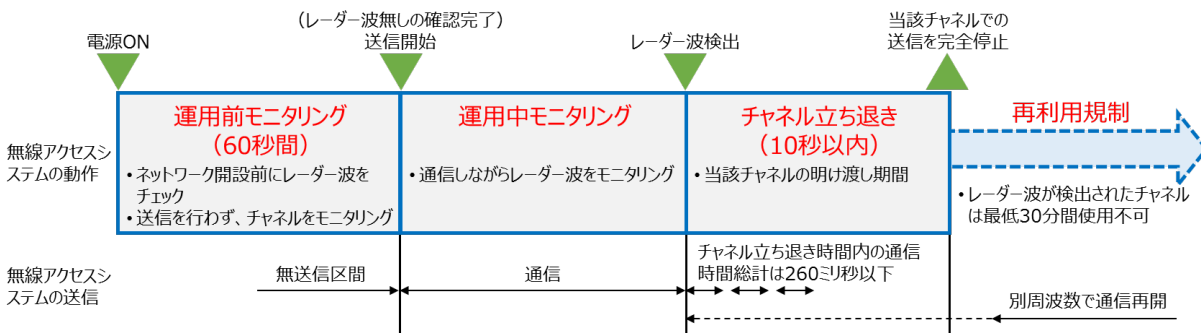 電源ON
(レーダー波無しの確認完了)
送信開始
レーダー波検出
当該チャネルでの
送信を完全停止
無線アクセスシ
ステムの動作
運用前モニタリング
(60秒間)
・ネットワーク開設前にレーダー波を
チェック
・送信を行わず、チャネルをモニタリング
運用中モニタリング
・通信しながらレーダー波をモニタリング
チャネル立ち退き
(10秒以内)
・当該チャネルの明け渡し期間
再利用規制
・レーダー波が検出されたチャネル
は最低30分間使用不可
無線アクセスシ
ステムの送信
無送信区間
通信
チャネル立ち退き時間内の通信
時間総計は260ミリ秒以下
別周波数で通信再開